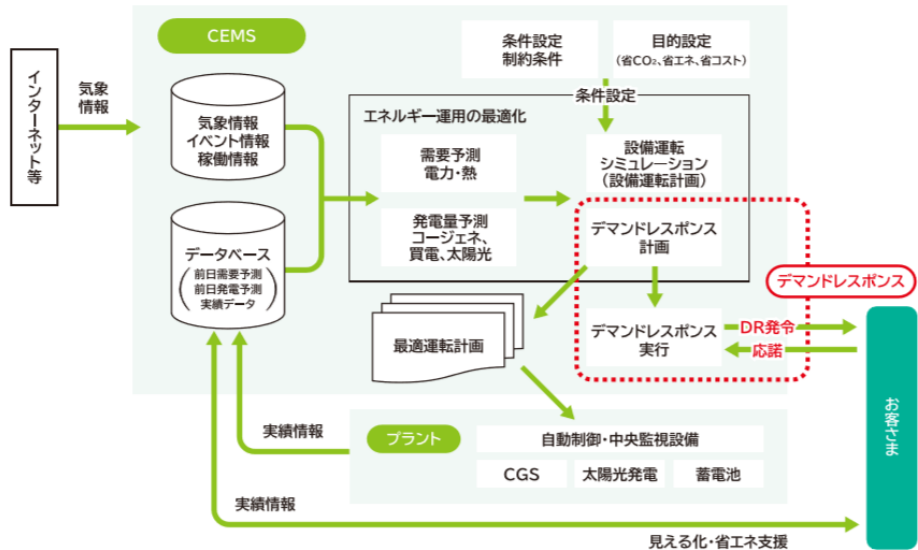 CEMS
インターネット等
気象
情報
気象情報
イベント情報
稼働情報
データベース
前日需要予測
前日発電予測
実績データ
条件設定
制約条件
目的設定
(省CO₂、省エネ、省コスト)
条件設定
エネルギー運用の最適化
需要予測
電力・熱
発電量予測
コージェネ、
買電、太陽光
設備運転
シミュレーション
(設備運転計画)
デマンドレスポンス
計画
デマンドレスポンス
最適運転計画
デマンドレスポンス
実行
DR発令
応諾
お客さま
実績情報
プラント
自動制御・中央監視設備
CGS
太陽光発電
蓄電池
実績情報
見える化・省エネ支援